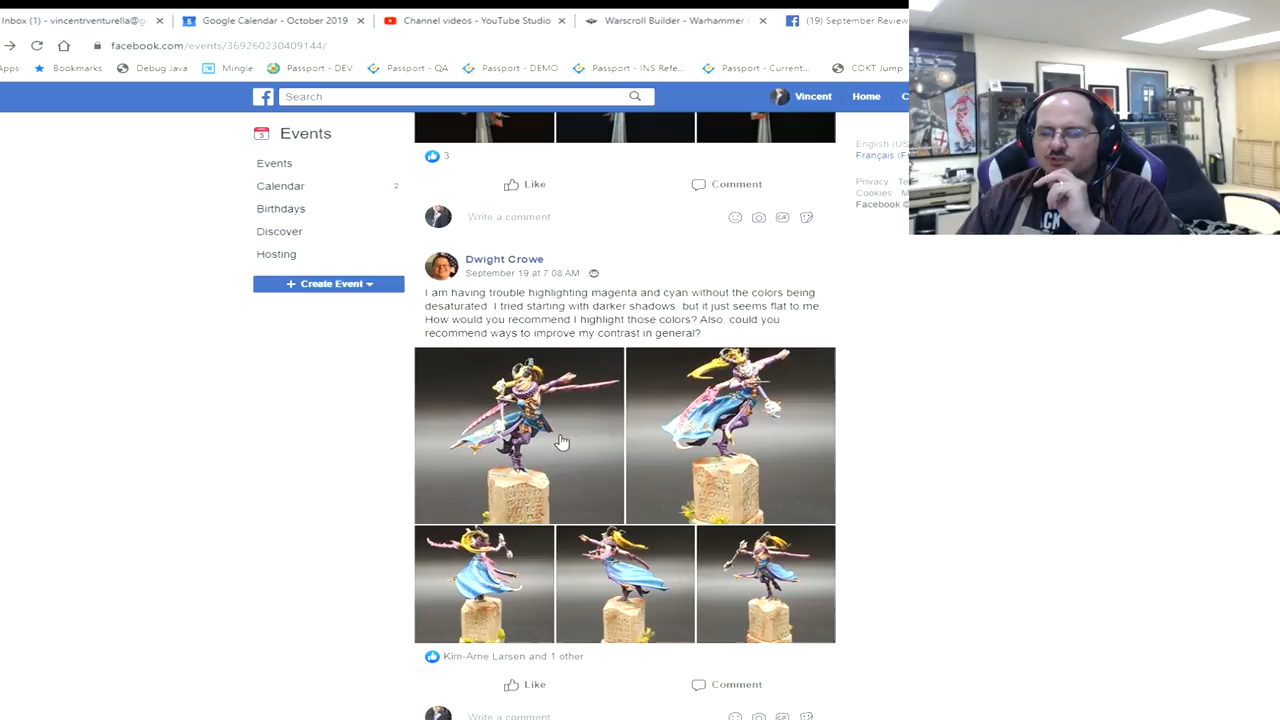 Inbox (1) - vincentrventurella@g
Google Calendar - October 2019
Channel videos - YouTube Studio
Warscroll Builder - Warhammer
(19) September Review
facebook.com/events/369260230409144/
Apps
Bookmarks
Debug Java
Mingle
Passport - DEV
Passport - QA
Passport - DEMO
Passport - INS Refe...
Passport - Current...
COKT Jump
Search
Vincent
Home
C
5 Events
Events
Calendar 2
Birthdays
Discover
Hosting
+ Create Event
3
Like
Comment
Write a comment
English (US
Français (F
Privacy Te
Cookies M
Facebook ©
Dwight Crowe
September 19 at 7:08 AM
I am having trouble highlighting magenta and cyan without the colors being
desaturated. I tried starting with darker shadows, but it just seems flat to me.
How would you recommend I highlight those colors? Also, could you
recommend ways to improve my contrast in general?
Kim-Arne Larsen and 1 other
Like
Comment
Write a comment